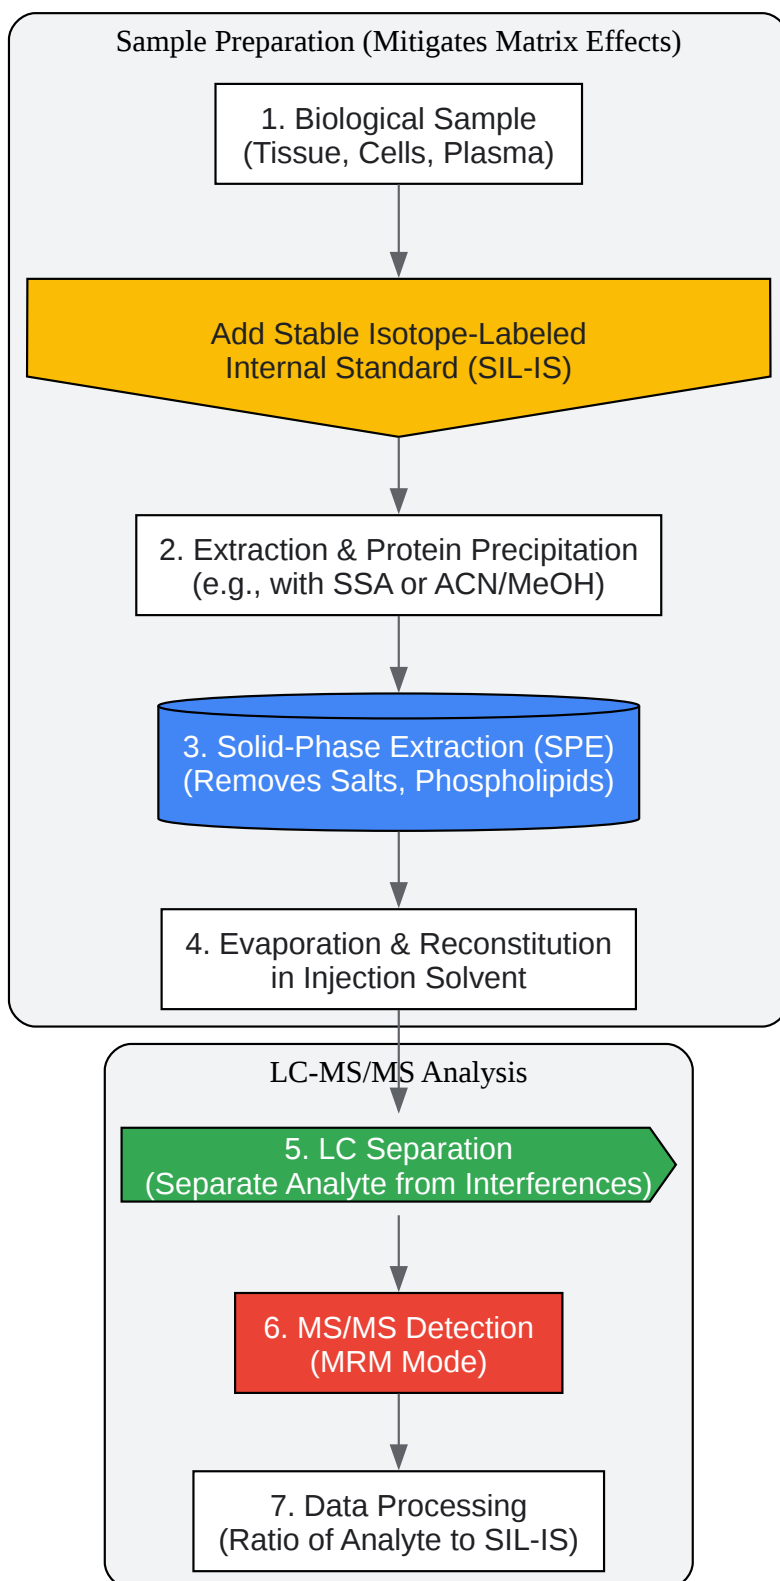 Sample Preparation (Mitigates Matrix Effects)
1. Biological Sample
(Tissue, Cells, Plasma)
Add Stable Isotope-Labeled
Internal Standard (SIL-IS)
2. Extraction & Protein Precipitation
(e.g., with SSA or ACN/MeOH)
3. Solid-Phase Extraction (SPE)
(Removes Salts, Phospholipids)
4. Evaporation & Reconstitution
in Injection Solvent
LC-MS/MS Analysis
5. LC Separation
(Separate Analyte from Interferences)
6. MS/MS Detection
(MRM Mode)
7. Data Processing
(Ratio of Analyte to SIL-IS)